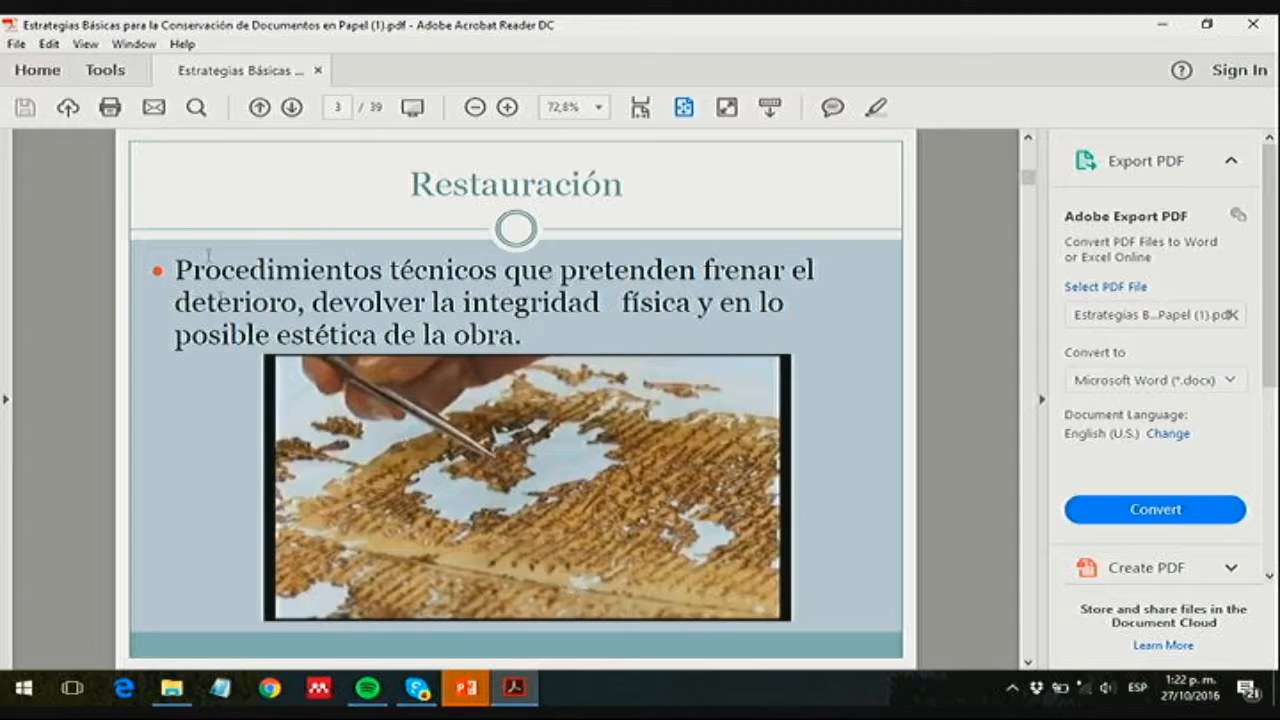 Estrategias Básicas para la Conservación de Documentos en Papel (1).pdf - Adobe Acrobat Reader DC
File Edit View Window Help
Home Tools Estrategias Básicas ... × Sign In
3 / 39 72,8%
Restauración
• Procedimientos técnicos que pretenden frenar el
deterioro, devolver la integridad física y en lo
posible estética de la obra.
Export PDF
Adobe Export PDF
Convert PDF Files to Word
or Excel Online
Select PDF File
Estrategias B...Papel (1).pdf
Convert to
Microsoft Word (*.docx)
Document Language:
English (U.S.) Change
Convert
Create PDF
Store and share files in the
Document Cloud
Learn More
ESP
1:22 p. m.
27/10/2016
21